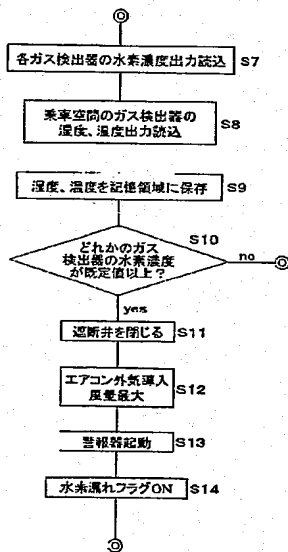 各ガス検出器の水素濃度出力読込 S7
乗車空間のガス検出器の
湿度、温度出力読込
S8
湿度、温度を記憶領域に保存 S9
S10
どれかのガス
検出器の水素濃度
が既定値以上?
no
yes
遮断弁を閉じる S11
エアコン外気導入
風量最大
S12
警報器起動 S13
水素漏れフラグON S14